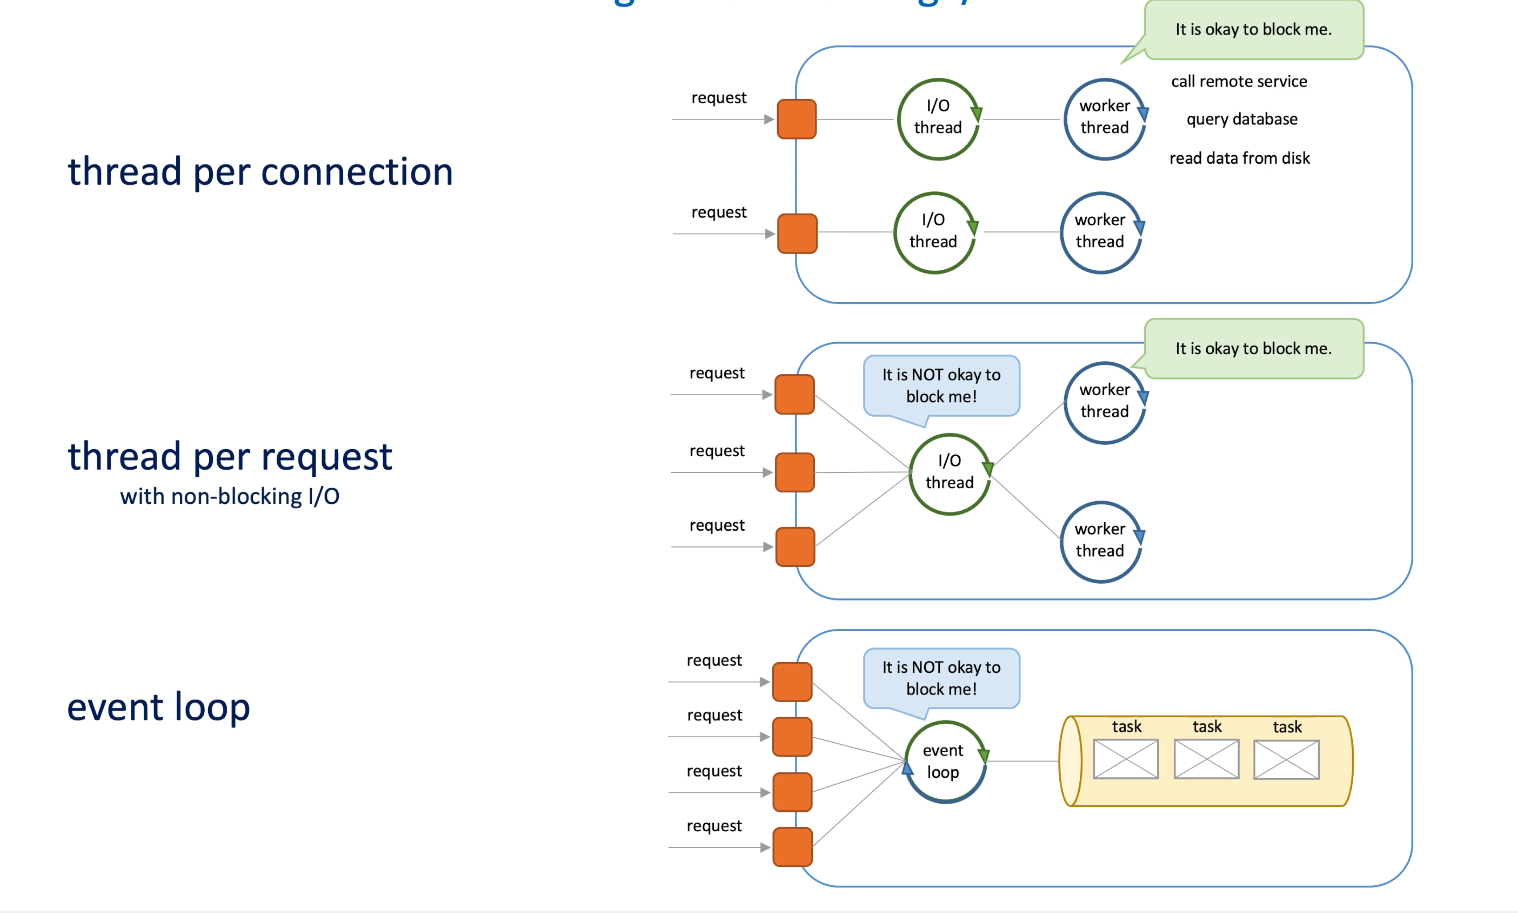 It is okay to block me.
thread per connection
request
I/O
thread
worker
thread
call remote service
query database
read data from disk
request
I/O
thread
worker
thread
thread per request
with non-blocking I/O
It is okay to block me.
It is NOT okay to
block me!
request
request
request
I/O
thread
worker
thread
worker
thread
event loop
It is NOT okay to
block me!
request
request
request
request
event
loop
task task task